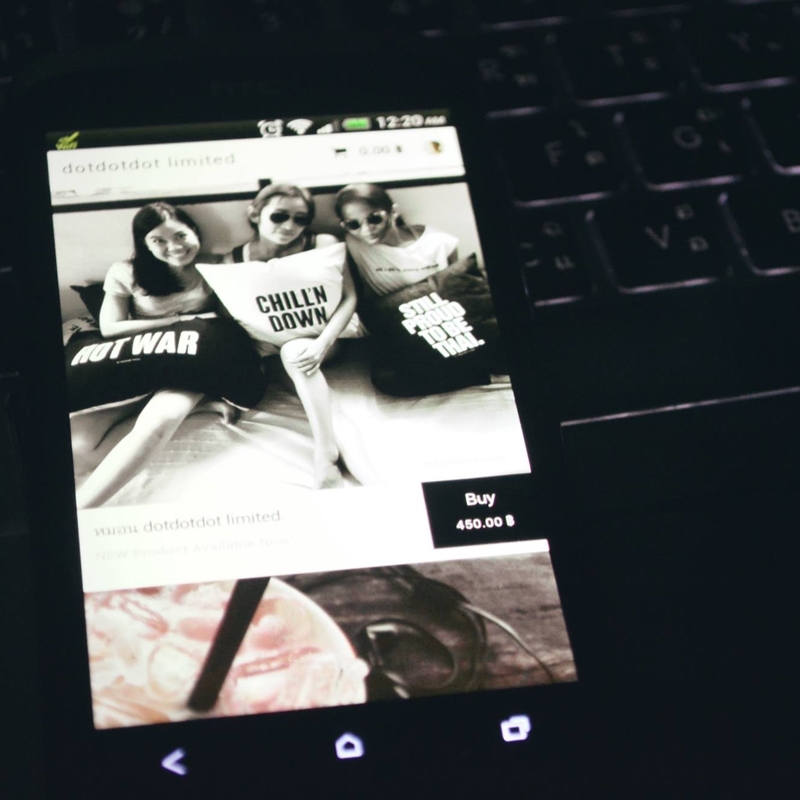 12:20 AM
dotdotdot limited
0.00 ฿
CHILL'N
DOWN
HOT WAR
STILL
PROUD
TO BE
THAI.
หมอน dotdotdot limited
NEW Product Available Now!
Buy
450.00 ฿
R
T
Y
F
G
V
B